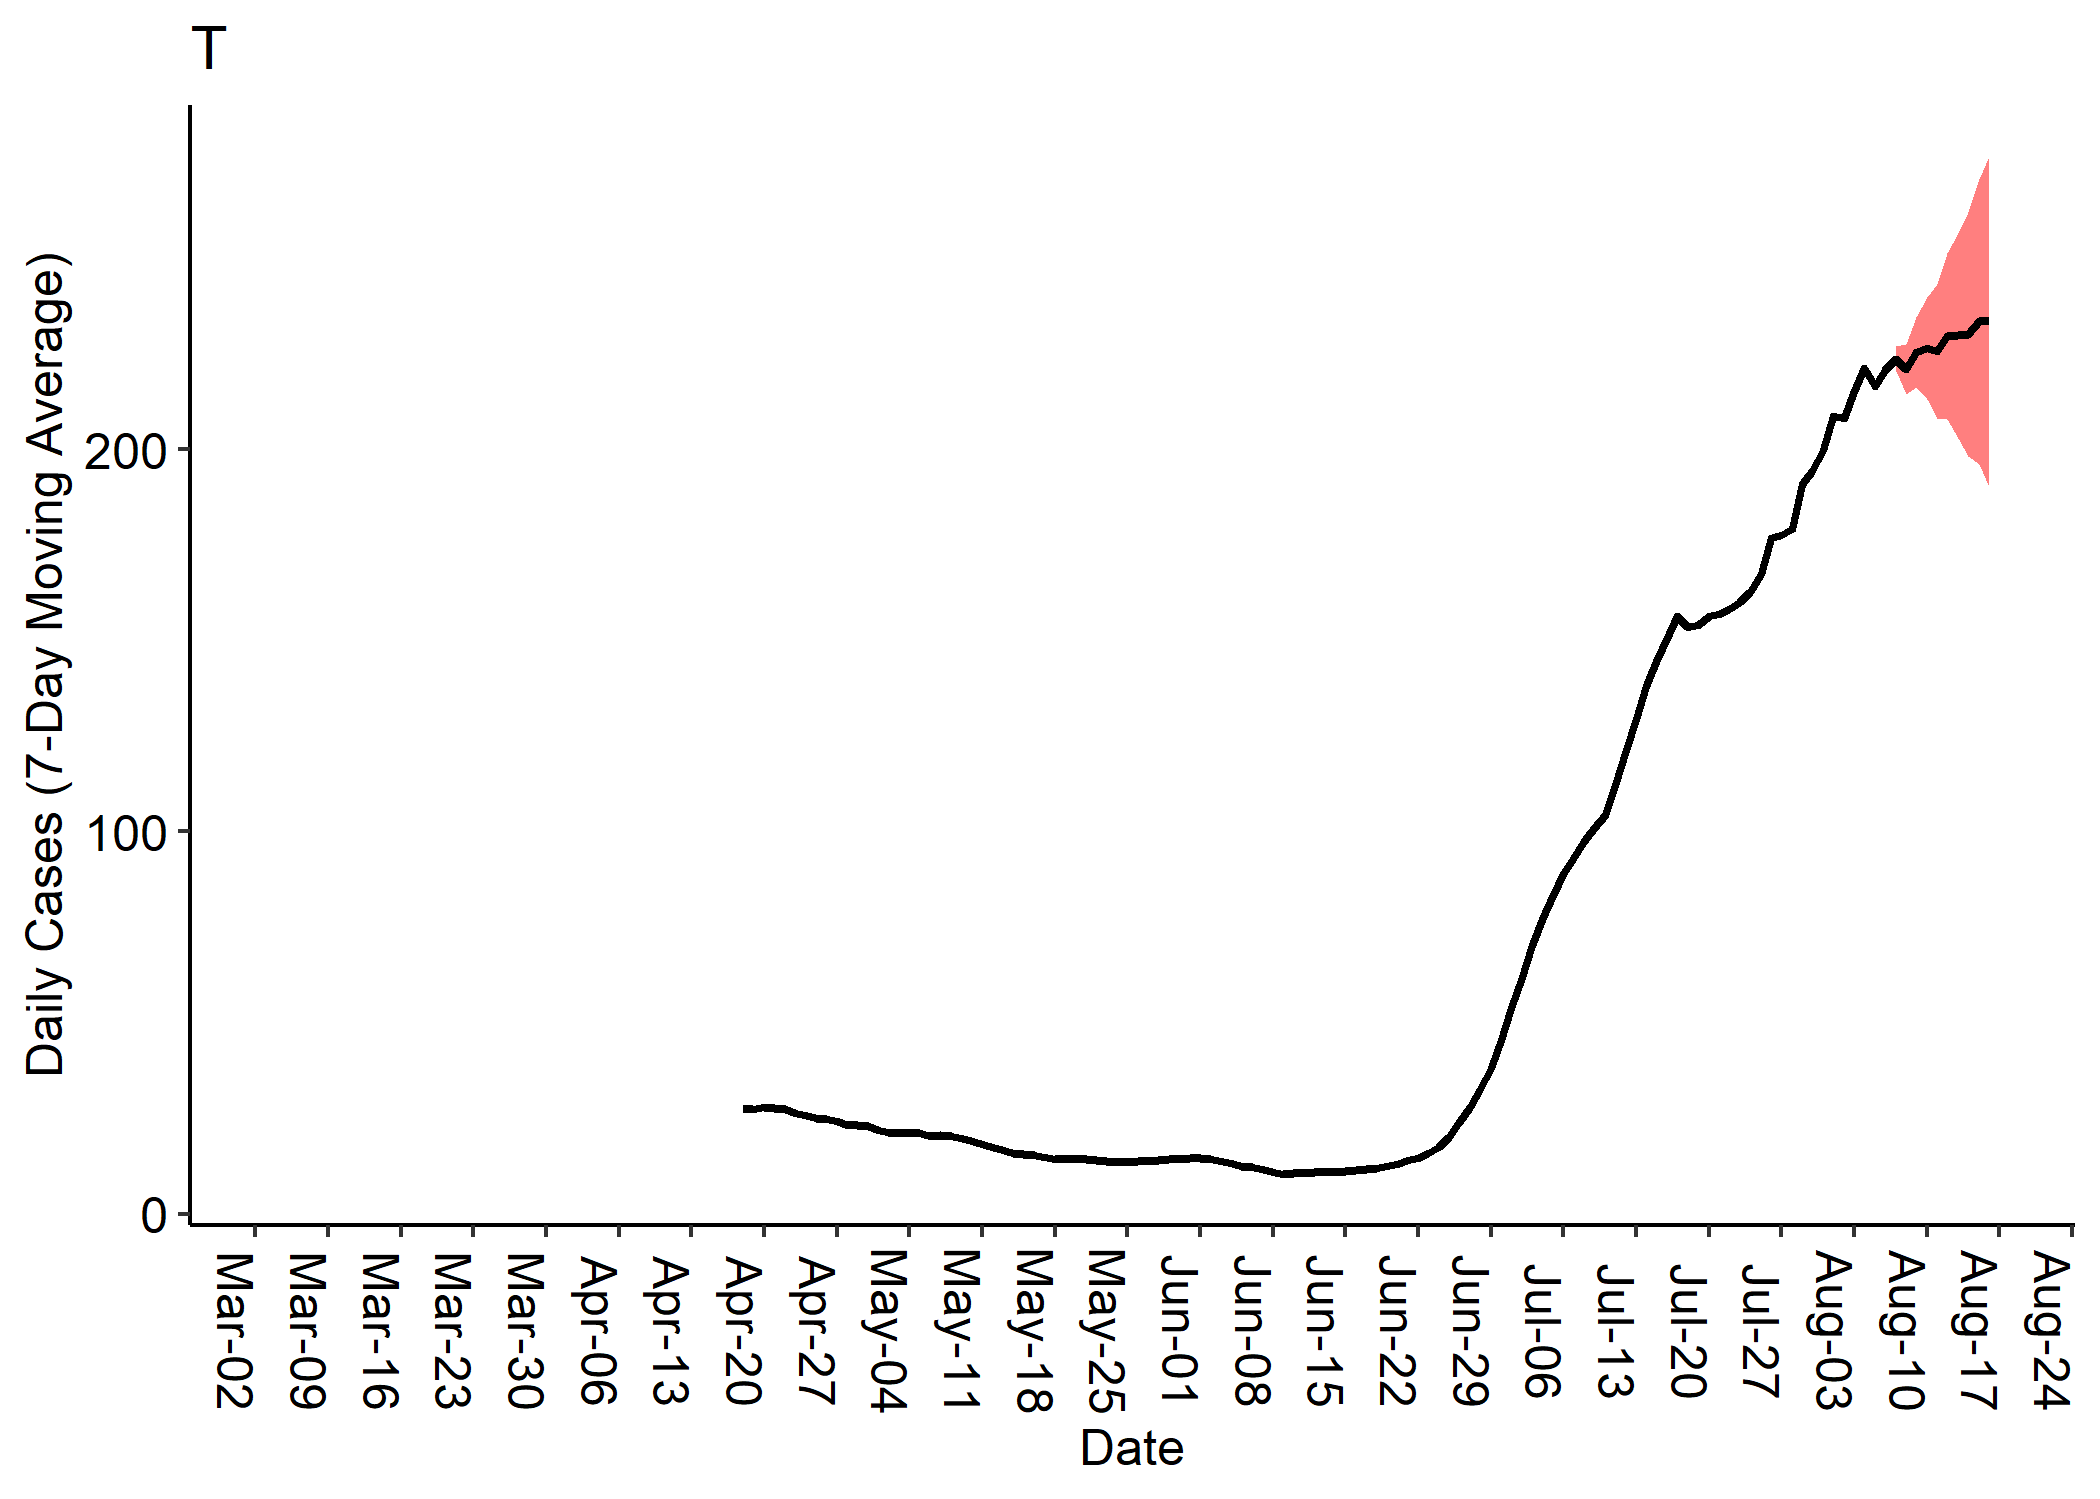 T
Daily Cases (7-Day Moving Average)
200
100
0
Mar-02
Mar-09
Mar-16
Mar-23
Mar-30
Apr-06
Apr-13
Apr-20
Apr-27
May-04
May-11
May-18
May-25
Jun-01
Jun-08
Jun-15
Jun-22
Jun-29
Jul-06
Jul-13
Jul-20
Jul-27
Aug-03
Aug-10
Aug-17
Aug-24
Date